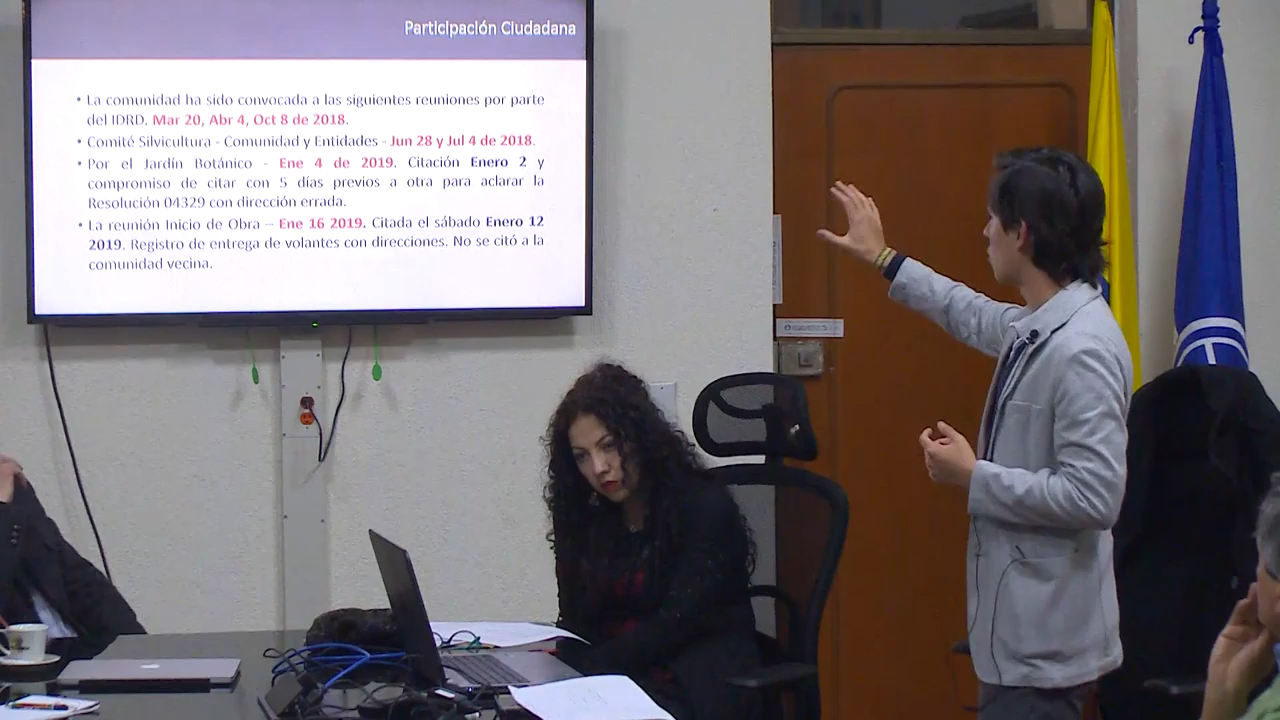 Participación Ciudadana
• La comunidad ha sido convocada a las siguientes reuniones por parte
del IDRD. Mar 20, Abr 4, Oct 8 de 2018.
• Comité Silvicultura - Comunidad y Entidades - Jun 28 y Jul 4 de 2018.
• Por el Jardín Botánico - Ene 4 de 2019. Citación Enero 2 y
compromiso de citar con 5 días previos a otra para aclarar la
Resolución 04329 con dirección errada.
• La reunión Inicio de Obra – Ene 16 2019. Citada el sábado Enero 12
2019. Registro de entrega de volantes con direcciones. No se citó a la
comunidad vecina.